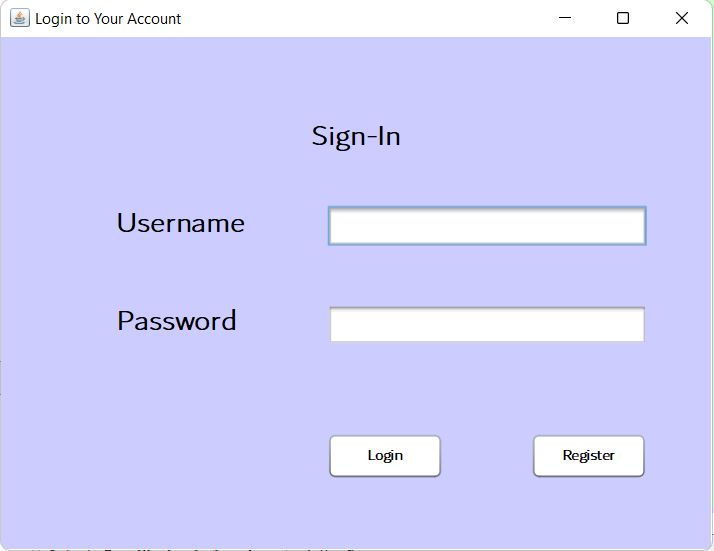 Login to Your Account
Sign-In
Username
Password
Login
Register